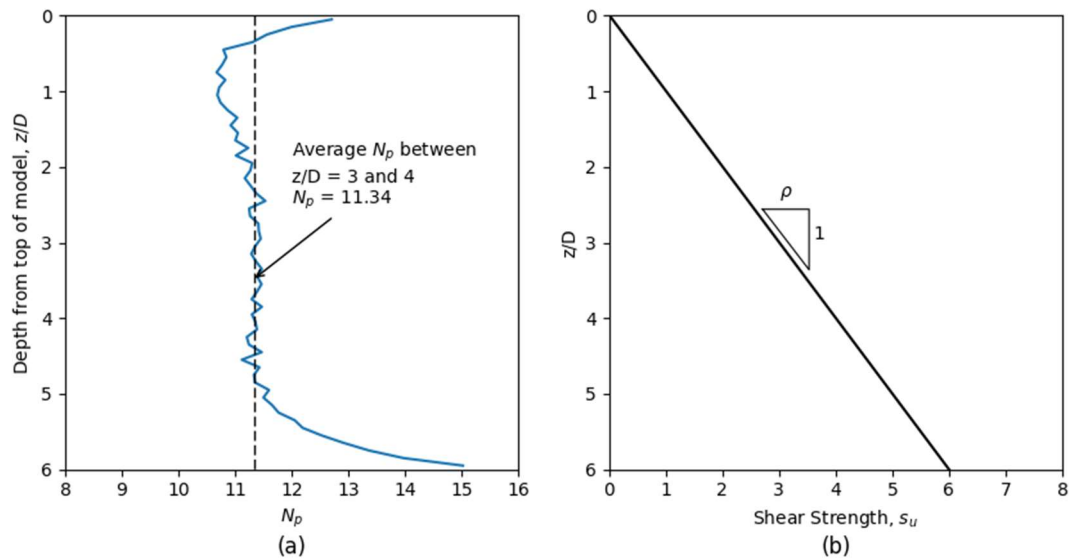 0
1
2
3
4
5
6
Depth from top of model, z/D
8 9 10 11 12 13 14 15 16
Np
Average Np between
z/D = 3 and 4
Np = 11.34
(a)
0
1
2
3
4
5
6
z/D
0 1 2 3 4 5 6 7 8
Shear Strength, su
ρ
1
(b)